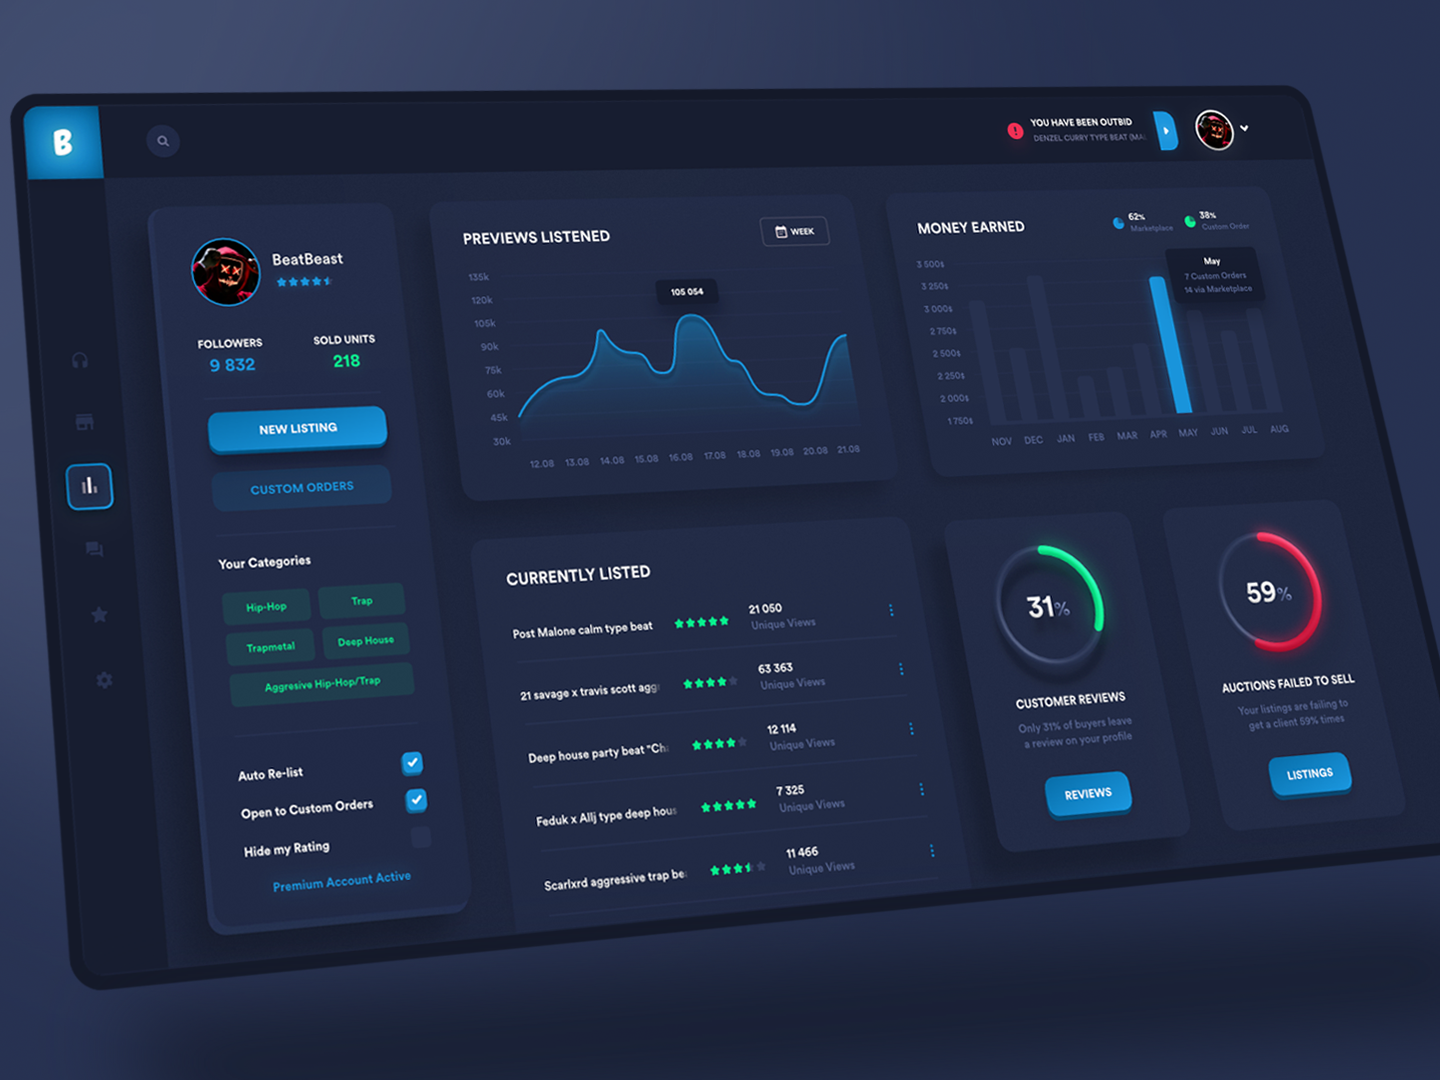 B
YOU HAVE BEEN OUTBID
DENZEL CURRY TYPE BEAT (MA
BeatBeast
FOLLOWERS
9 832
SOLD UNITS
218
NEW LISTING
CUSTOM ORDERS
Your Categories
Hip-Hop
Trap
Trapmetal
Deep House
Aggresive Hip-Hop/Trap
Auto Re-list
Open to Custom Orders
Hide my Rating
Premium Account Active
PREVIEWS LISTENED
WEEK
135k
120k
105k
90k
75k
60k
45k
30k
105 054
12.08 13.08 14.08 15.08 16.08 17.08 18.08 19.08 20.08 21.08
MONEY EARNED
62%
Marketplace
38%
Custom Order
3 500$
3 250$
3 000$
2 750$
2 500$
2 250$
2 000$
1 750$
May
7 Custom Orders
14 via Marketplace
NOV DEC JAN FEB MAR APR MAY JUN JUL AUG
CURRENTLY LISTED
Post Malone calm type beat
21 050
Unique Views
21 savage x travis scott agg
63 363
Unique Views
Deep house party beat "Ch
12 114
Unique Views
Feduk x Allj type deep hous
7 325
Unique Views
Scarlxrd aggressive trap be
11 466
Unique Views
31%
CUSTOMER REVIEWS
Only 31% of buyers leave
a review on your profile
REVIEWS
59%
AUCTIONS FAILED TO SELL
Your listings are failing to
get a client 59% times
LISTINGS